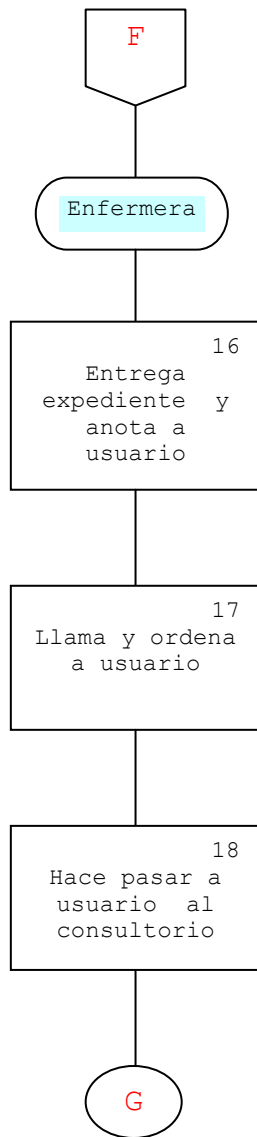 F
Enfermera
16
Entrega
expediente y
anota a
usuario
17
Llama y ordena
a usuario
18
Hace pasar a
usuario al
consultorio
G